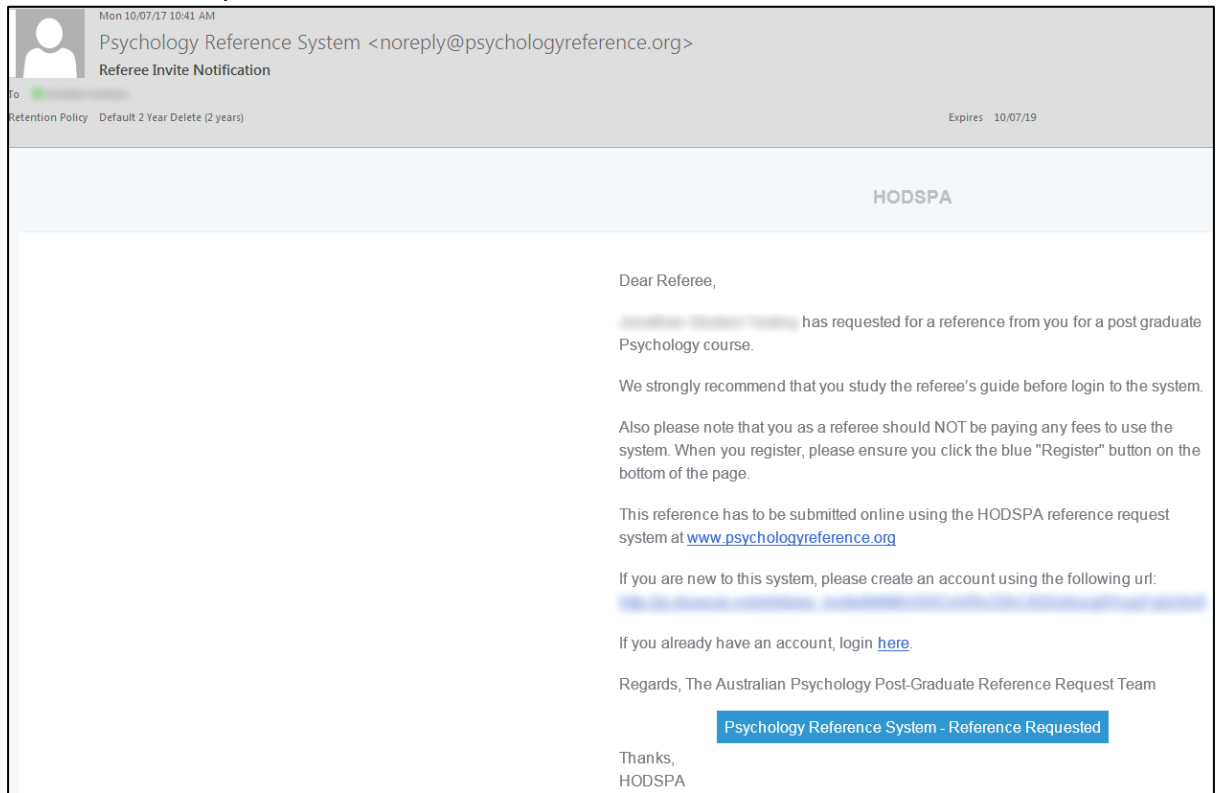 Mon 10/07/17 10:41 AM
Psychology Reference System <noreply@psychologyreference.org>
Referee Invite Notification
To
Retention Policy Default 2 Year Delete (2 years)
Expires 10/07/19
HODSPA
Dear Referee,
has requested for a reference from you for a post graduate
Psychology course.
We strongly recommend that you study the referee's guide before login to the system.
Also please note that you as a referee should NOT be paying any fees to use the
system. When you register, please ensure you click the blue "Register" button on the
bottom of the page.
This reference has to be submitted online using the HODSPA reference request
system at www.psychologyreference.org
If you are new to this system, please create an account using the following url:
If you already have an account, login here.
Regards, The Australian Psychology Post-Graduate Reference Request Team
Psychology Reference System - Reference Requested
Thanks,
HODSPA